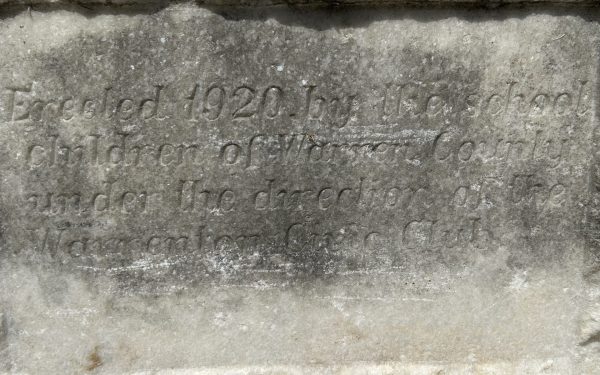 Erected 1920 by the school
children of Warren County
under the direction of the
Warrenton Civic Club